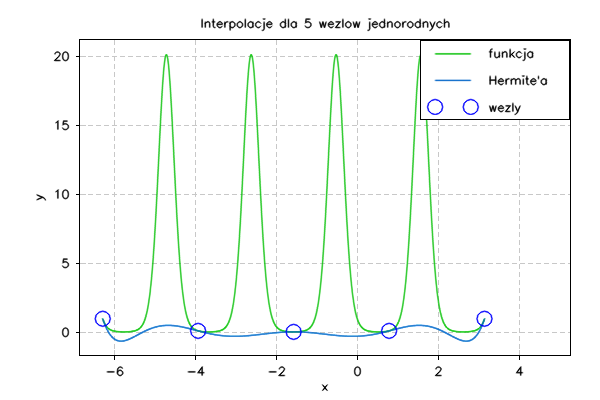 Interpolacje dla 5 wezlow jednorodnych
funkcja
Hermite'a
wezly
20
15
10
5
0
y
-6 -4 -2 0 2 4
x